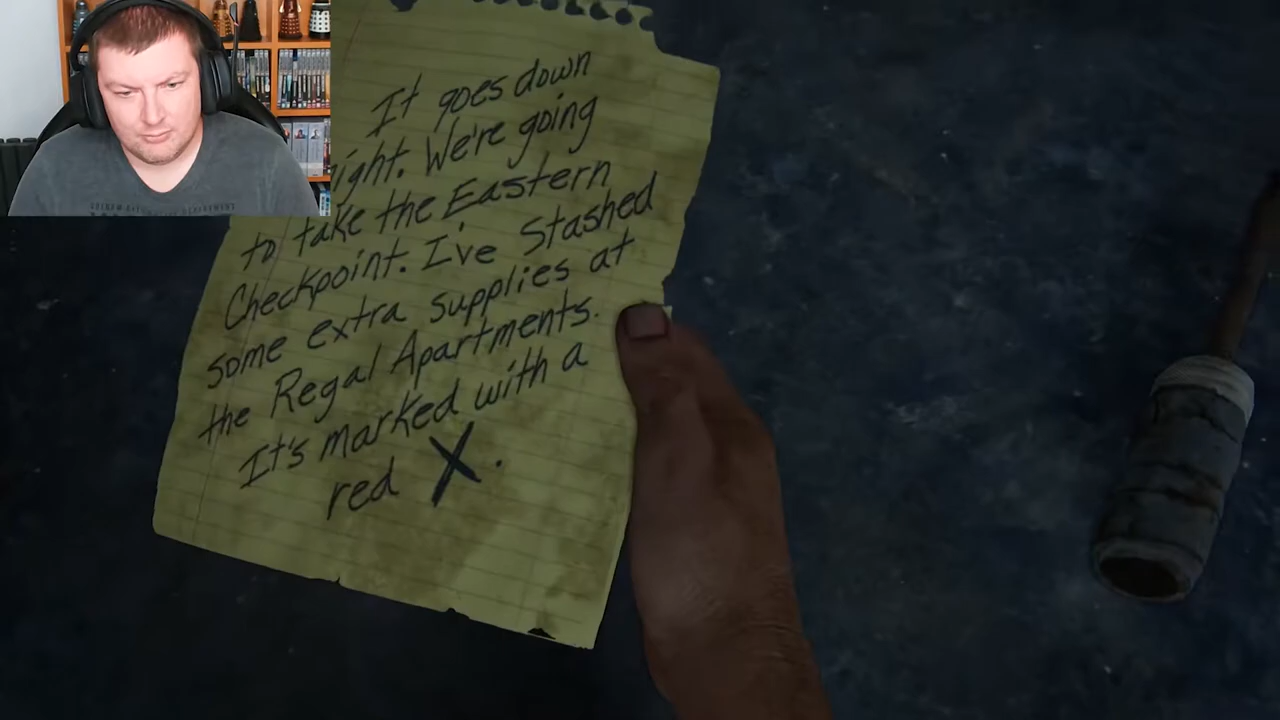 It goes down
ight. We're going
to take the Eastern
Checkpoint. I've Stashed
some extra supplies at
the Regal Apartments.
It's marked with a
red X.